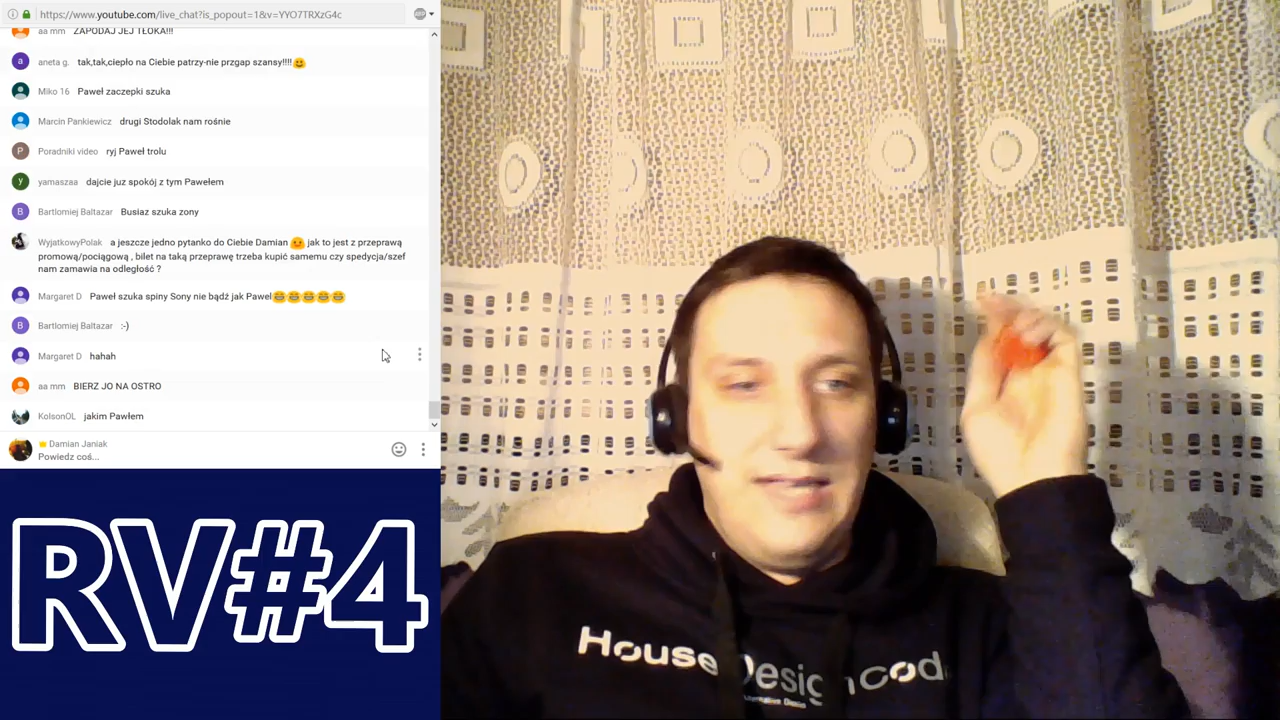 https://www.youtube.com/live_chat?is_popout=1&v=YYO7TRXzG4c
aa mm ZAPODAJ JEJ TŁOKA!!!
a aneta g. tak,tak,ciepło na Ciebie patrzy-nie przgap szansy!!!!
Miko 16 Paweł zaczepki szuka
Marcin Pankiewicz drugi Stodolak nam rośnie
P Poradniki video ryj Paweł trolu
y yamaszaa dajcie juz spokój z tym Pawełem
B Bartlomiej Baltazar Busiaz szuka zony
WyjatkowyPolak a jeszcze jedno pytanko do Ciebie Damian jak to jest z przeprawą
promową/pociągową , bilet na taką przeprawę trzeba kupić samemu czy spedycja/szef
nam zamawia na odległość ?
Margaret D Paweł szuka spiny Sony nie bądź jak Pawel
B Bartlomiej Baltazar :-)
Margaret D hahah
aa mm BIERZ JO NA OSTRO
KolsonOL jakim Pawłem
Damian Janiak
Powiedz coś...
RV#4
House Design code